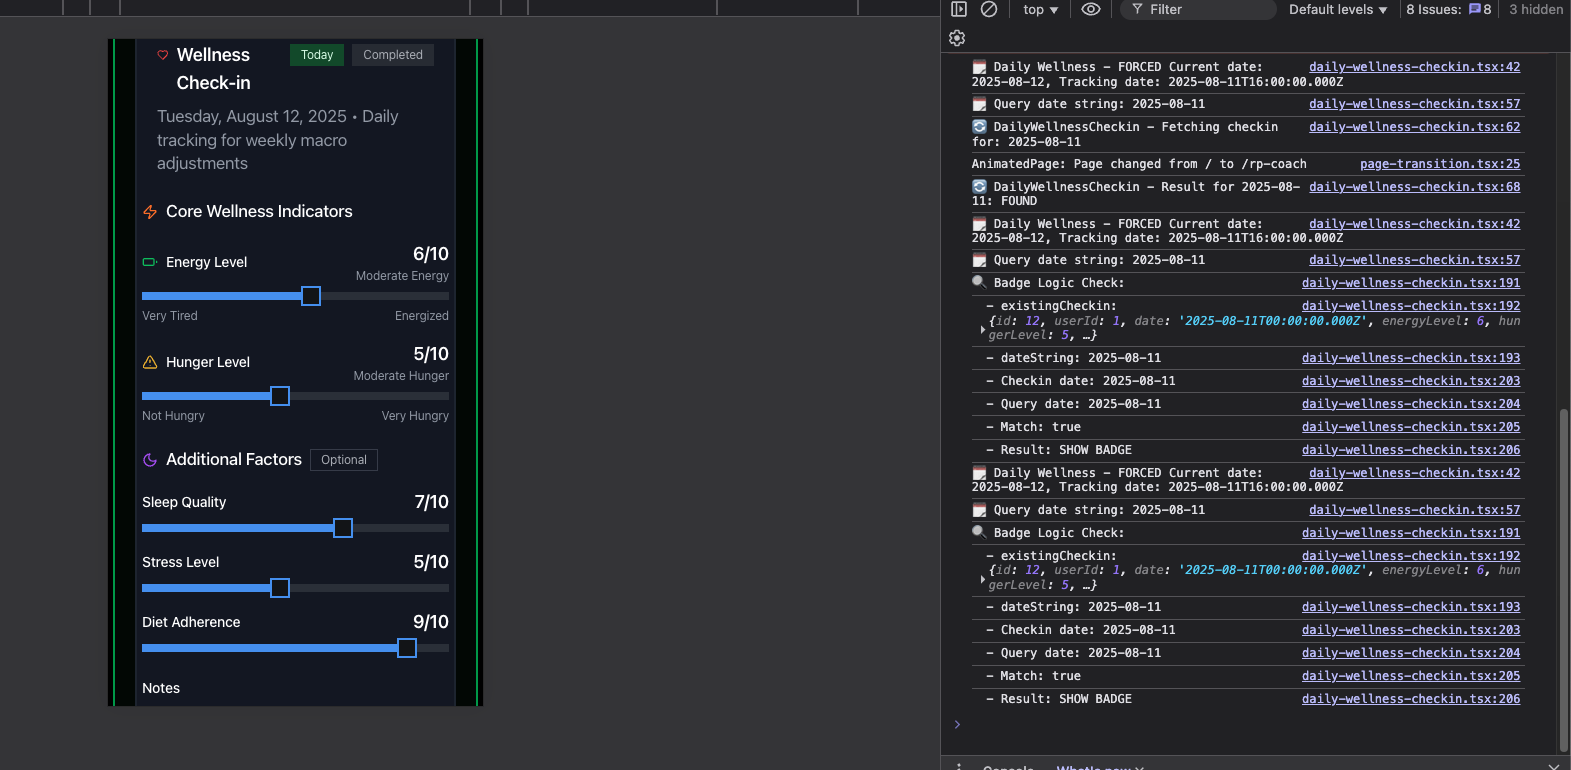 Wellness
Check-in
Today
Completed
Tuesday, August 12, 2025 • Daily
tracking for weekly macro
adjustments
Core Wellness Indicators
Energy Level
6/10
Moderate Energy
Very Tired
Energized
Hunger Level
5/10
Moderate Hunger
Not Hungry
Very Hungry
Additional Factors
Optional
Sleep Quality
7/10
Stress Level
5/10
Diet Adherence
9/10
Notes
top
Filter
Default levels
8 Issues: 8
3 hidden
Daily Wellness – FORCED Current date: daily-wellness-checkin.tsx:42
2025-08-12, Tracking date: 2025-08-11T16:00:00.000Z
Query date string: 2025-08-11 daily-wellness-checkin.tsx:57
DailyWellnessCheckin – Fetching checkin daily-wellness-checkin.tsx:62
for: 2025-08-11
AnimatedPage: Page changed from / to /rp-coach page-transition.tsx:25
DailyWellnessCheckin – Result for 2025-08- daily-wellness-checkin.tsx:68
11: FOUND
Daily Wellness – FORCED Current date: daily-wellness-checkin.tsx:42
2025-08-12, Tracking date: 2025-08-11T16:00:00.000Z
Query date string: 2025-08-11 daily-wellness-checkin.tsx:57
Badge Logic Check: daily-wellness-checkin.tsx:191
– existingCheckin: daily-wellness-checkin.tsx:192
{id: 12, userId: 1, date: '2025-08-11T00:00:00.000Z', energyLevel: 6, hun
gerLevel: 5, …}
– dateString: 2025-08-11 daily-wellness-checkin.tsx:193
– Checkin date: 2025-08-11 daily-wellness-checkin.tsx:203
– Query date: 2025-08-11 daily-wellness-checkin.tsx:204
– Match: true daily-wellness-checkin.tsx:205
– Result: SHOW BADGE daily-wellness-checkin.tsx:206
Daily Wellness – FORCED Current date: daily-wellness-checkin.tsx:42
2025-08-12, Tracking date: 2025-08-11T16:00:00.000Z
Query date string: 2025-08-11 daily-wellness-checkin.tsx:57
Badge Logic Check: daily-wellness-checkin.tsx:191
– existingCheckin: daily-wellness-checkin.tsx:192
{id: 12, userId: 1, date: '2025-08-11T00:00:00.000Z', energyLevel: 6, hun
gerLevel: 5, …}
– dateString: 2025-08-11 daily-wellness-checkin.tsx:193
– Checkin date: 2025-08-11 daily-wellness-checkin.tsx:203
– Query date: 2025-08-11 daily-wellness-checkin.tsx:204
– Match: true daily-wellness-checkin.tsx:205
– Result: SHOW BADGE daily-wellness-checkin.tsx:206
Console
What's new